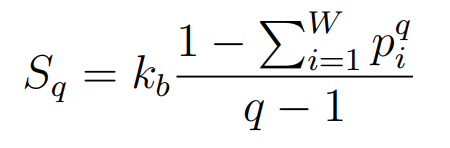 $S_q = k_b \frac{1 - \sum_{i=1}^{W} p_i^q}{q - 1}$